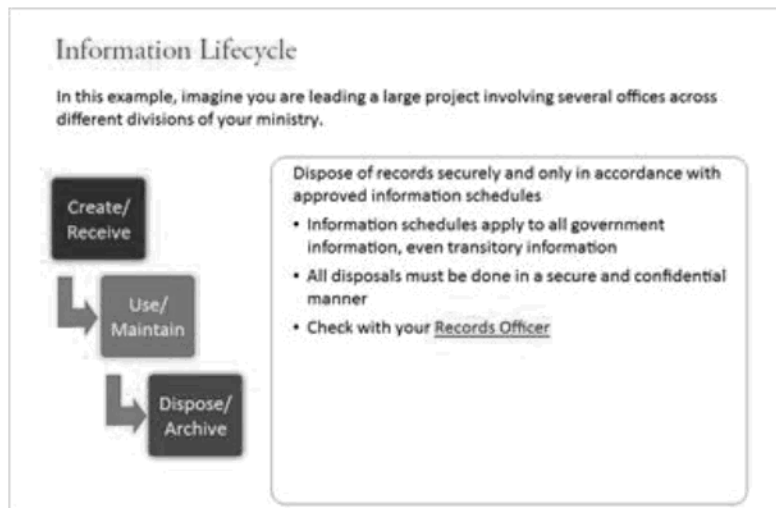 Information Lifecycle
In this example, imagine you are leading a large project involving several offices across
different divisions of your ministry.
Create/
Receive
Use/
Maintain
Dispose/
Archive
Dispose of records securely and only in accordance with
approved information schedules
• Information schedules apply to all government
information, even transitory information
• All disposals must be done in a secure and confidential
manner
• Check with your Records Officer